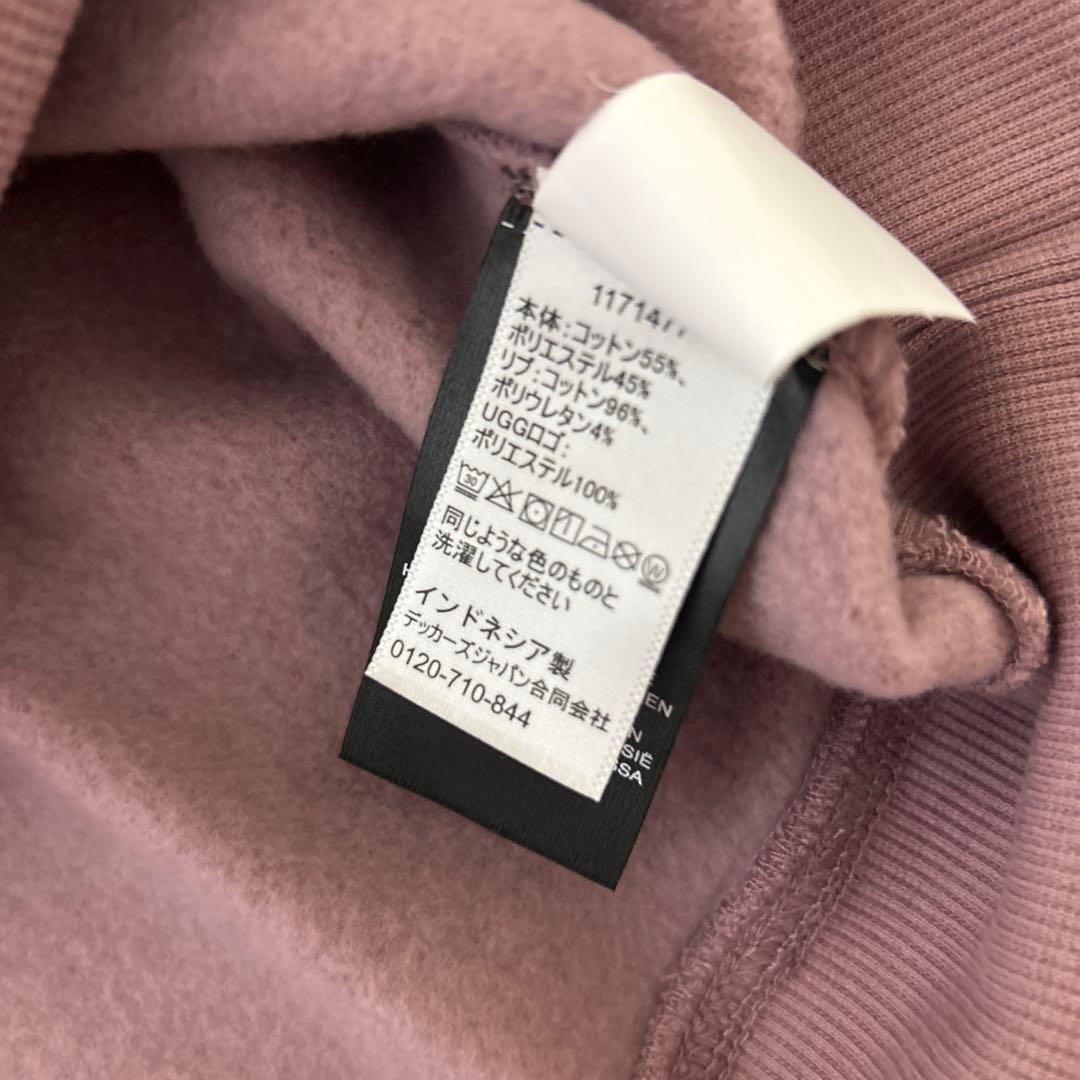 本体:コットン55%、
ポリエステル45%
リブ:コットン96%、
ポリウレタン4%
UGGロゴ:
ポリエステル100%
30
W
同じような色のものと
洗濯してください
インドネシア製
デッカーズジャパン合同会社
0120-710-844